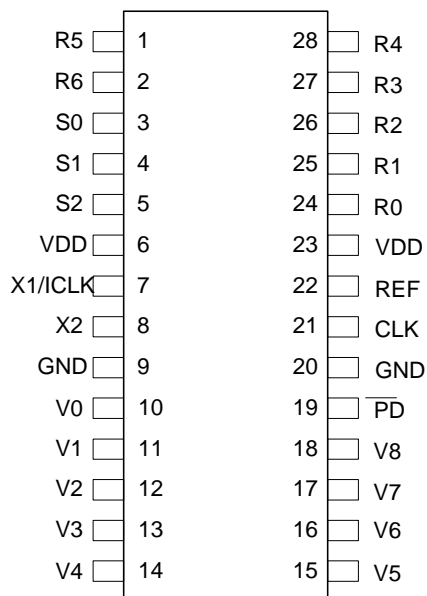 R5 1 28 R4
R6 2 27 R3
S0 3 26 R2
S1 4 25 R1
S2 5 24 R0
VDD 6 23 VDD
X1/ICLK 7 22 REF
X2 8 21 CLK
GND 9 20 GND
V0 10 19 P̅D̅
V1 11 18 V8
V2 12 17 V7
V3 13 16 V6
V4 14 15 V5